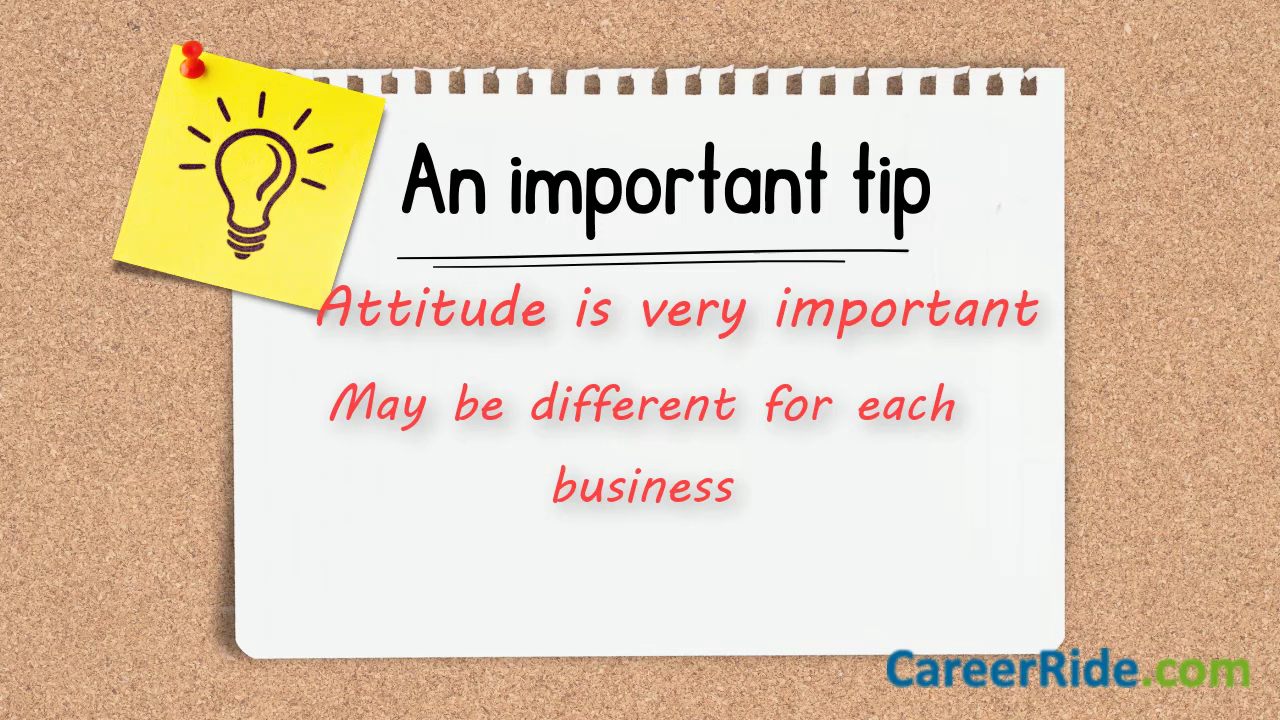 An important tip
Attitude is very important
May be different for each
business
CareerRide.com